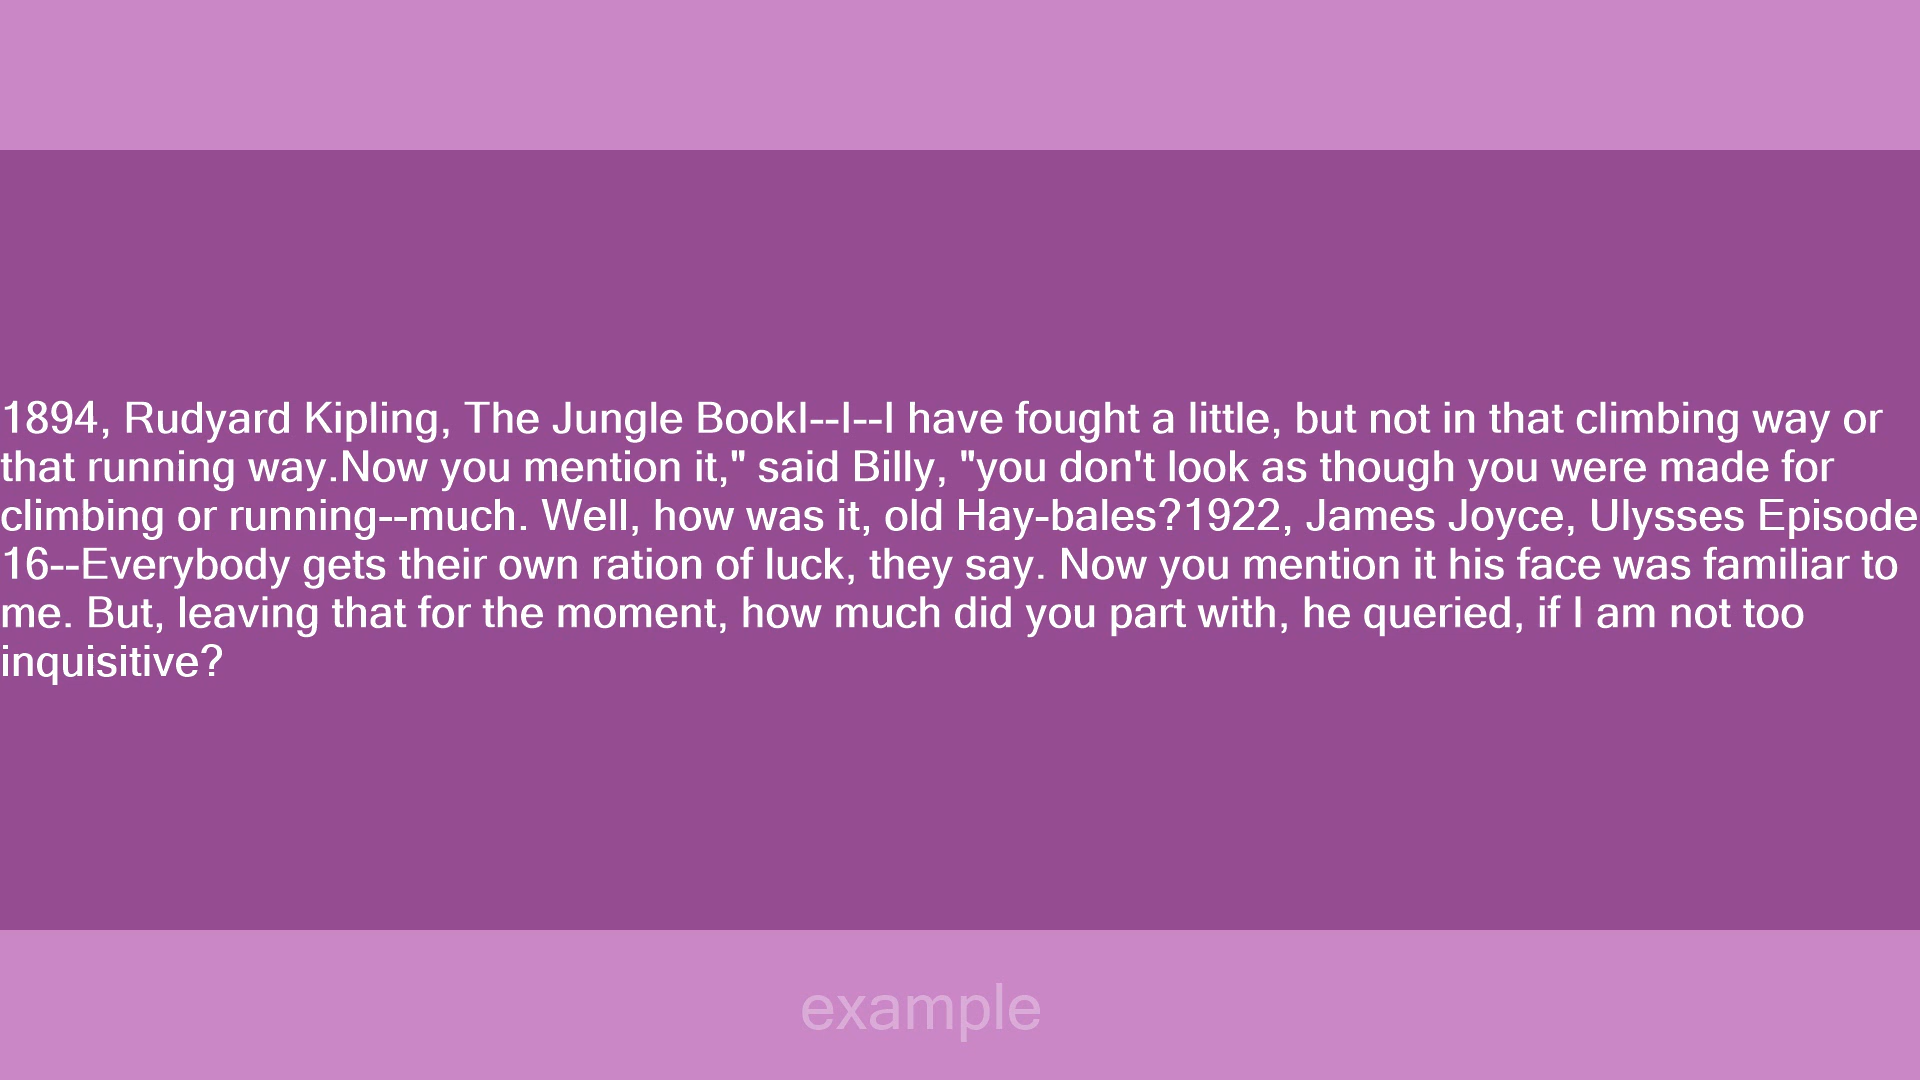 1894, Rudyard Kipling, The Jungle BookI--I--I have fought a little, but not in that climbing way or
that running way.Now you mention it," said Billy, "you don't look as though you were made for
climbing or running--much. Well, how was it, old Hay-bales?1922, James Joyce, Ulysses Episode
16--Everybody gets their own ration of luck, they say. Now you mention it his face was familiar to
me. But, leaving that for the moment, how much did you part with, he queried, if I am not too
inquisitive?
example